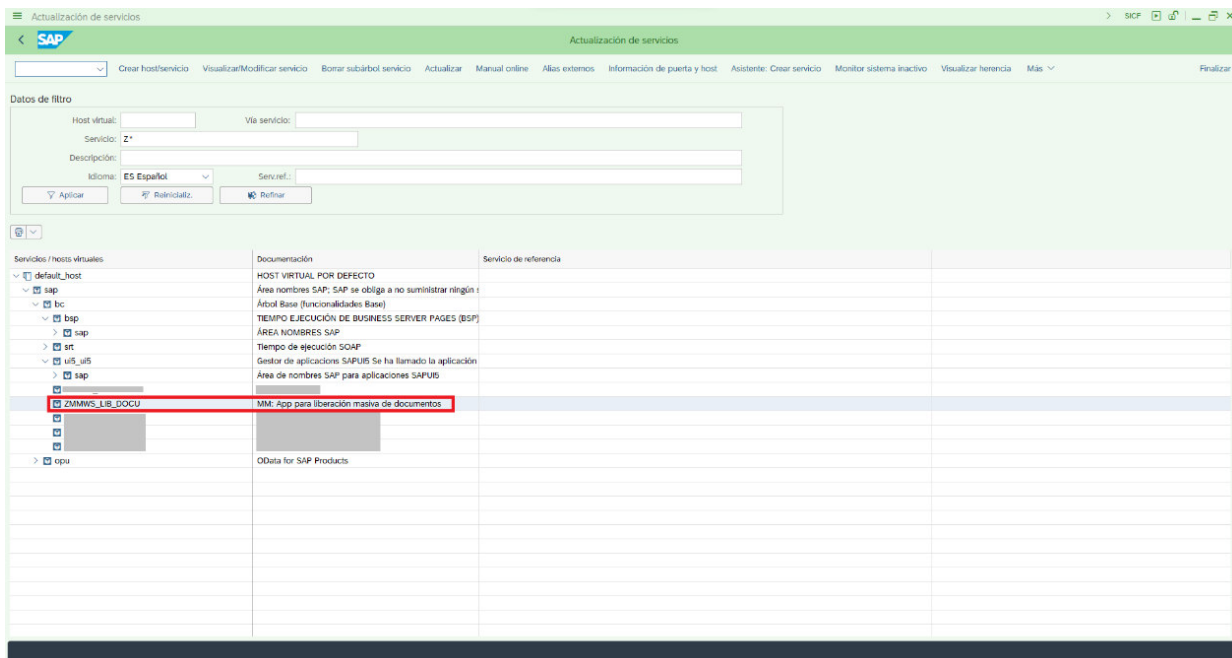 Actualización de servicios
SICF
SAP
Actualización de servicios
Crear host/servicio Visualizar/Modificar servicio Borrar subárbol servicio Actualizar Manual online Alias externos Información de puerta y host Asistente: Crear servicio Monitor sistema inactivo Visualizar herencia Más Finalizar
Datos de filtro
Host virtual: Vía servicio:
Servicio: Z*
Descripción:
Idioma: ES Español Serv.ref.:
Aplicar Reinicializ. Refinar
Servicios / hosts virtuales Documentación Servicio de referencia
default_host HOST VIRTUAL POR DEFECTO
sap Área nombres SAP; SAP se obliga a no suministrar ningún s
bc Árbol Base (funcionalidades Base)
bsp TIEMPO EJECUCIÓN DE BUSINESS SERVER PAGES (BSP)
sap ÁREA NOMBRES SAP
srt Tiempo de ejecución SOAP
ui5_ui5 Gestor de aplicacions SAPUI5 Se ha llamado la aplicación
sap Área de nombres SAP para aplicaciones SAPUI5
ZMMWS_LIB_DOCU MM: App para liberación masiva de documentos
opu OData for SAP Products